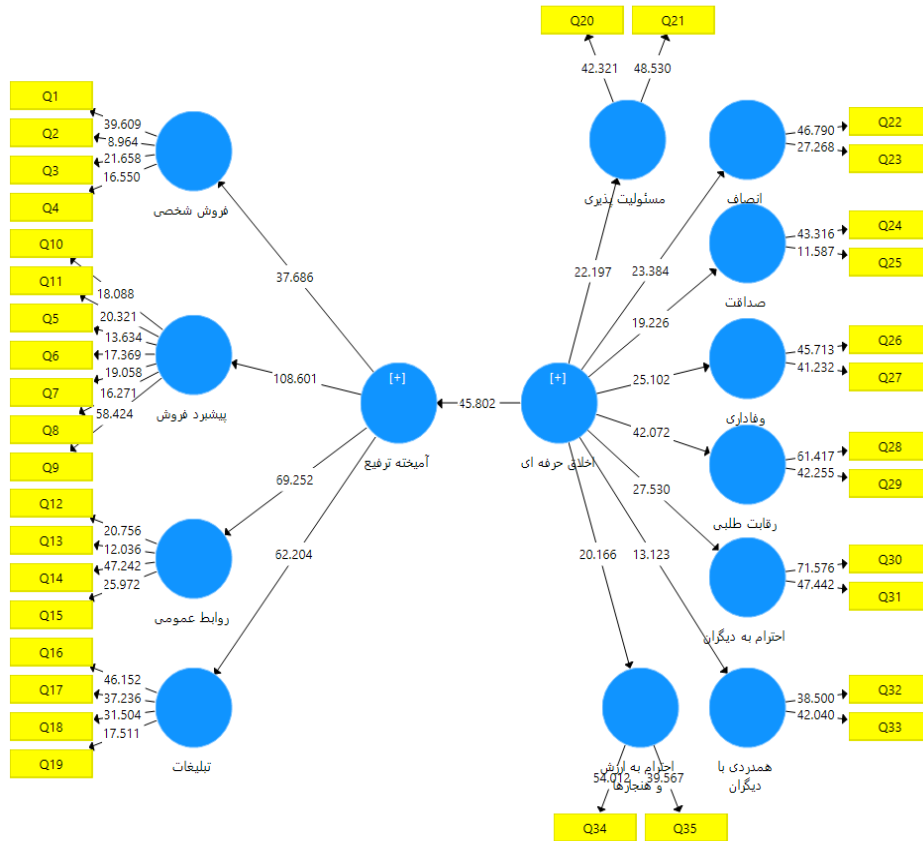 Q20
Q21
42.321
48.530
مسئولیت پذیری
Q1
Q2
Q3
Q4
39.609
8.964
21.658
16.550
فروش شخصی
Q10
Q11
Q5
Q6
Q7
Q8
Q9
18.088
20.321
13.634
17.369
19.058
16.271
58.424
پیشبرد فروش
Q12
Q13
Q14
Q15
20.756
12.036
47.242
25.972
روابط عمومی
Q16
Q17
Q18
Q19
46.152
37.236
31.504
17.511
تبلیغات
37.686
108.601
69.252
62.204
[+]
آمیخته ترفیع
45.802
[+]
اخلاق حرفه ای
22.197
23.384
19.226
25.102
42.072
27.530
13.123
20.166
Q22
Q23
46.790
27.268
انصاف
Q24
Q25
43.316
11.587
صداقت
Q26
Q27
45.713
41.232
وفاداری
Q28
Q29
61.417
42.255
رقابت طلبی
Q30
Q31
71.576
47.442
احترام به دیگران
Q32
Q33
38.500
42.040
همدردی با
دیگران
احترام به ارزش
و هنجارها
54.012
39.567
Q34
Q35